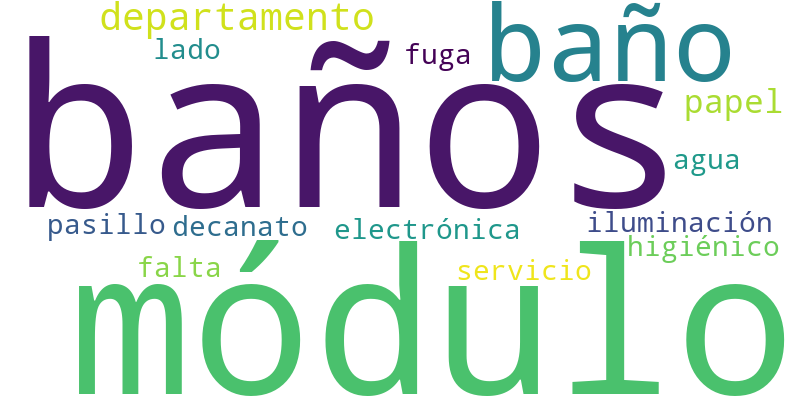 departamento
baño
lado
fuga
baños
papel
agua
pasillo
decanato
electrónica
iluminación
higiénico
falta
servicio
módulo